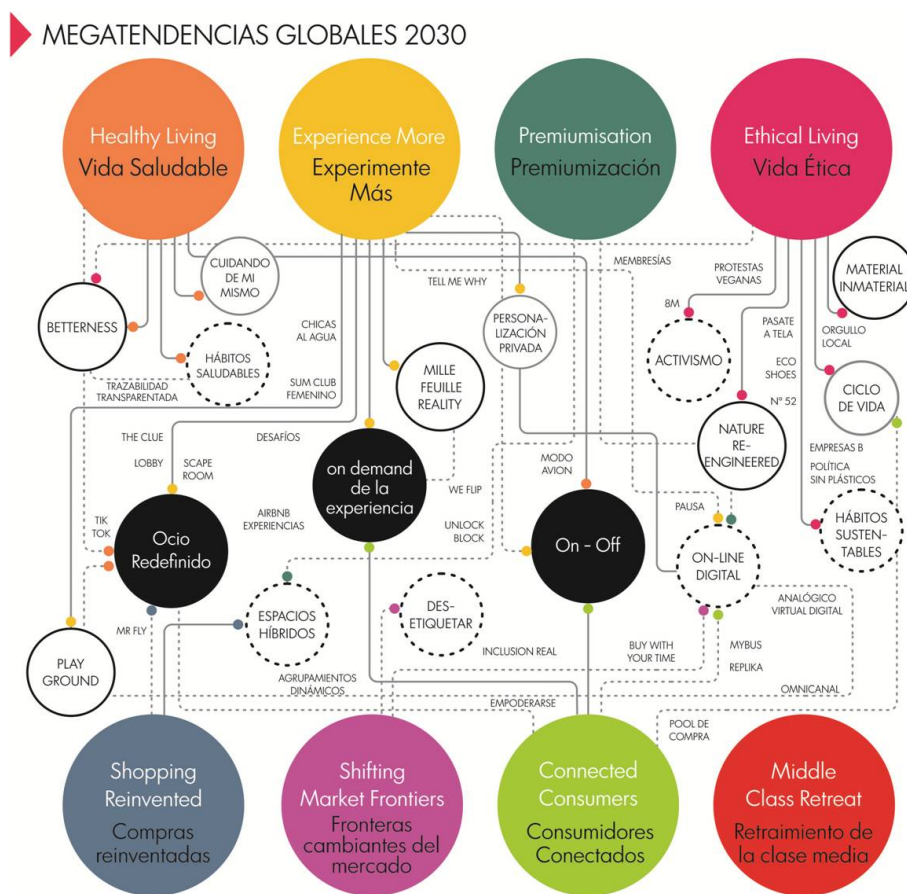 MEGATENDENCIAS GLOBALES 2030
Healthy Living
Vida Saludable
Experience More
Experimente
Más
Premiumisation
Premiumización
Ethical Living
Vida Ética
CUIDANDO
DE MI
MISMO
BETTERNESS
HÁBITOS
SALUDABLES
TRAZABILIDAD
TRANSPARENTADA
CHICAS
AL AGUA
SUM CLUB
FEMENINO
TELL ME WHY
PERSONA-
LIZACIÓN
PRIVADA
MEMBRESÍAS
PROTESTAS
VEGANAS
8M
ACTIVISMO
MATERIAL
INMATERIAL
PASATE
A TELA
ORGULLO
LOCAL
ECO
SHOES
Nº 52
CICLO
DE VIDA
MILLE
FEUILLE
REALITY
NATURE
RE-
ENGINEERED
THE CLUE
LOBBY
SCAPE
ROOM
DESAFÍOS
on demand
de la
experiencia
WE FLIP
MODO
AVION
EMPRESAS B
POLÍTICA
SIN PLÁSTICOS
HÁBITOS
SUSTEN-
TABLES
TIK
TOK
Ocio
Redefinido
AIRBNB
EXPERIENCIAS
UNLOCK
BLOCK
On - Off
PAUSA
ON-LINE
DIGITAL
ANALÓGICO
VIRTUAL DIGITAL
MR FLY
ESPACIOS
HÍBRIDOS
DES-
ETIQUETAR
INCLUSION REAL
BUY WITH
YOUR TIME
MYBUS
REPLIKA
PLAY
GROUND
AGRUPAMIENTOS
DINÁMICOS
EMPODERARSE
OMNICANAL
POOL DE
COMPRA
Shopping
Reinvented
Compras
reinventadas
Shifting
Market Frontiers
Fronteras
cambiantes del
mercado
Connected
Consumers
Consumidores
Conectados
Middle
Class Retreat
Retraimiento de
la clase media